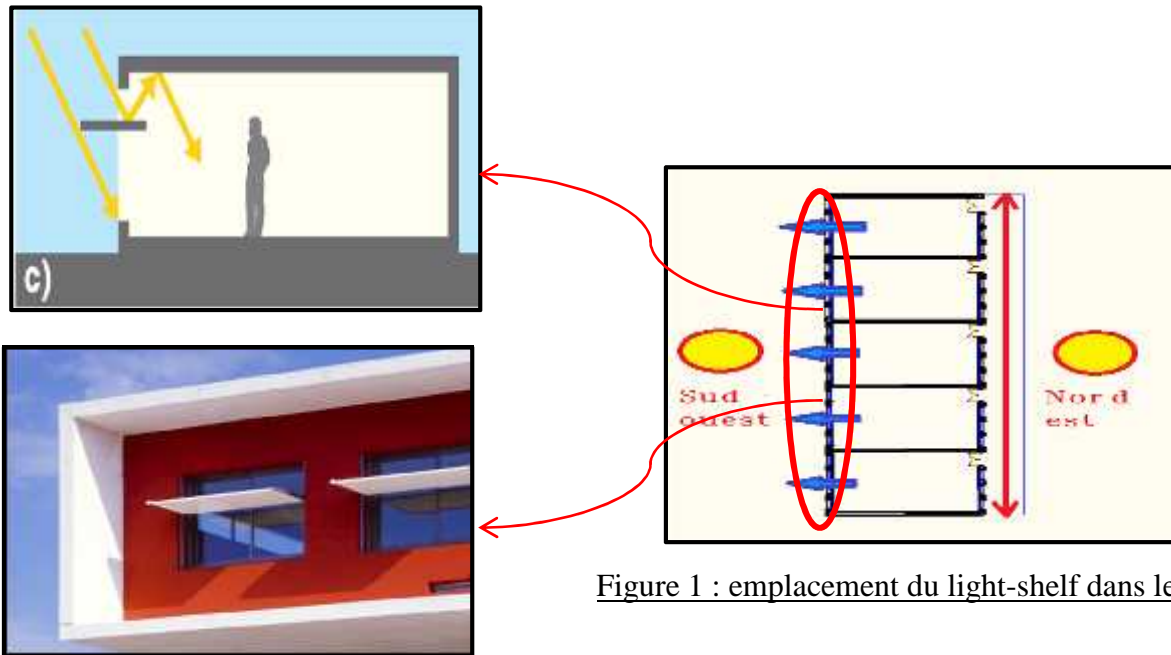 c)
Sud
ouest
Nord
est
Figure 1 : emplacement du light-shelf dans le